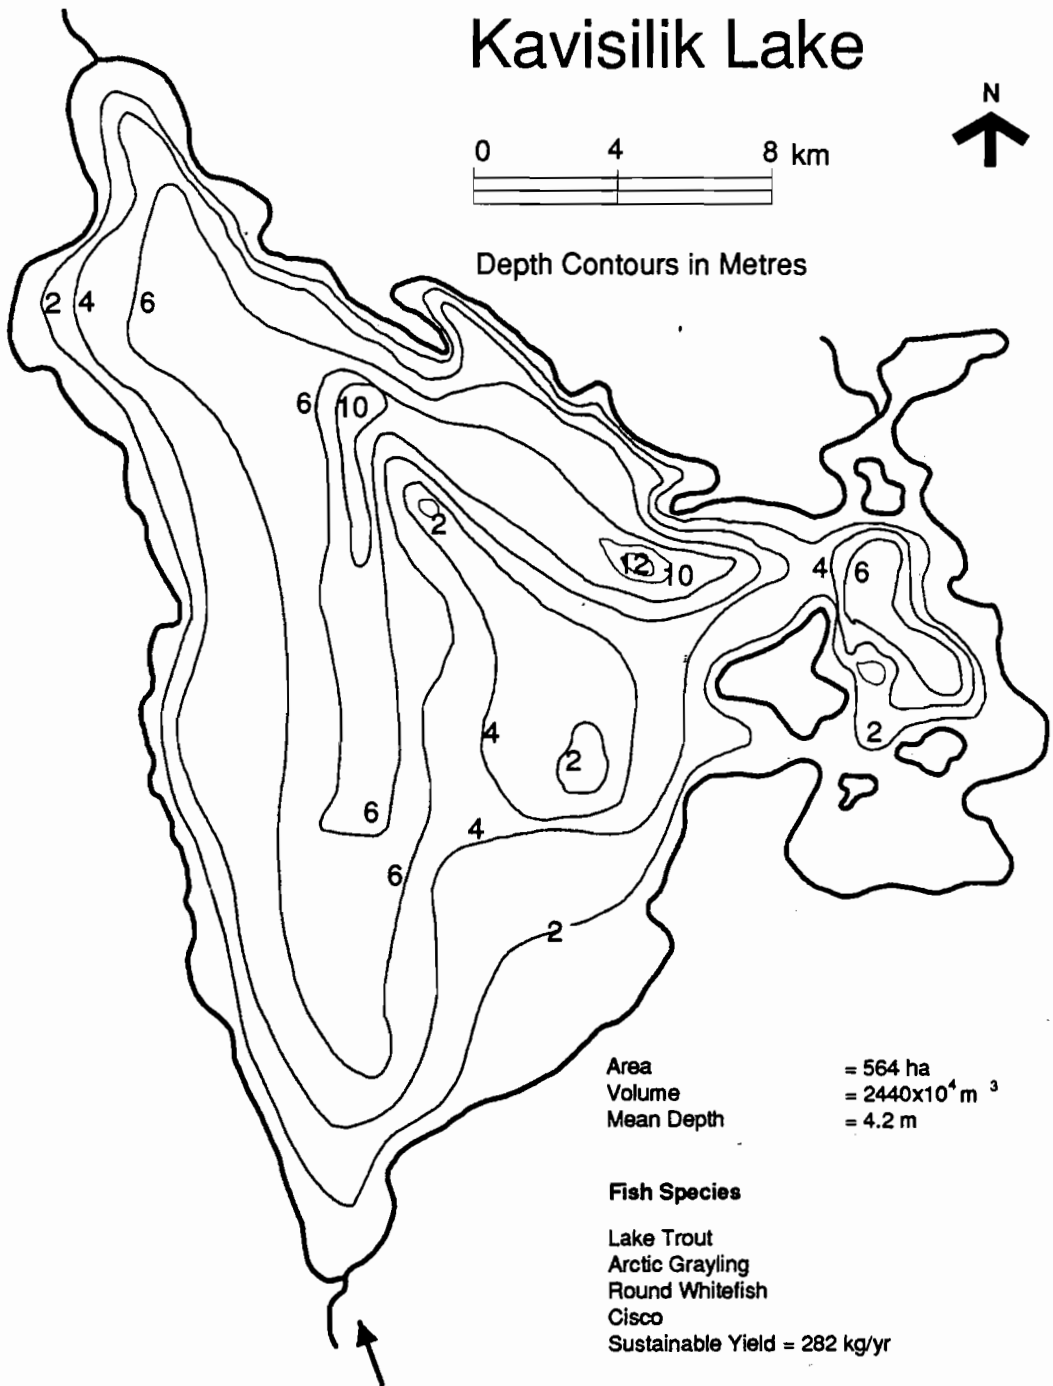 Kavisilik Lake
N
0 4 8 km
Depth Contours in Metres
2 4 6
6 10
2
12 10
4 6
4
2
2
6
4
6
2
Area = 564 ha
Volume = 2440x10⁴ m ³
Mean Depth = 4.2 m
Fish Species
Lake Trout
Arctic Grayling
Round Whitefish
Cisco
Sustainable Yield = 282 kg/yr